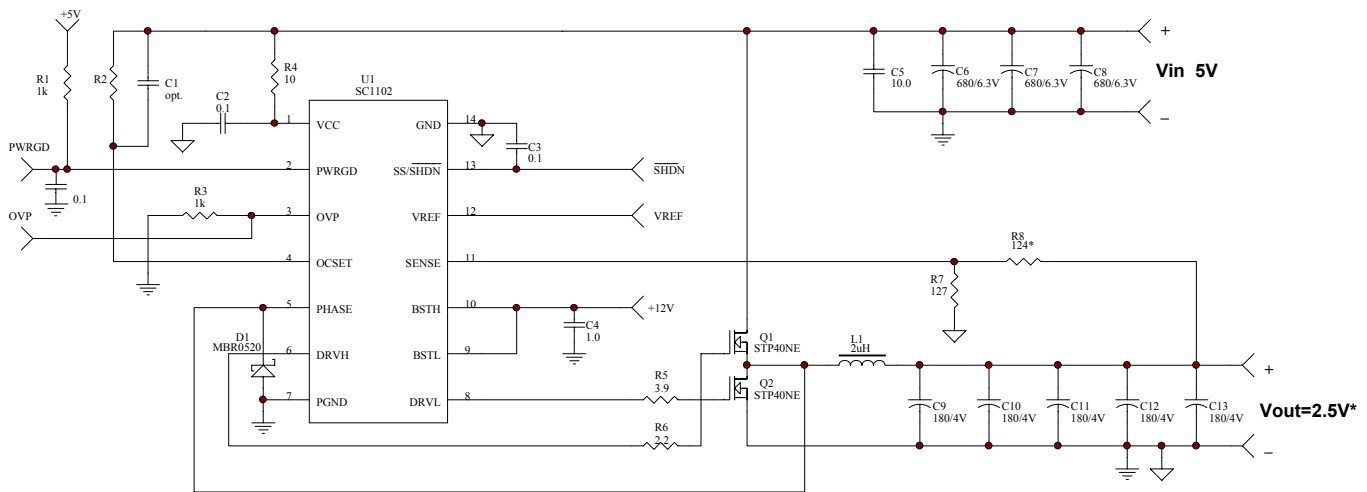 +5V
R1
1k
R2
C1
opt.
R4
10
C2
0.1
U1
SC1102
1
VCC
GND
14
C3
0.1
PWRGD
2
PWRGD
SS/SHDN
13
SHDN
0.1
R3
1k
OVP
3
OVP
VREF
12
VREF
4
OCSET
SENSE
11
5
PHASE
BSTH
10
+12V
C4
1.0
D1
MBR0520
6
DRVH
BSTL
9
7
PGND
DRVL
8
R5
3.9
R6
2.2
Q1
STP40NE
Q2
STP40NE
L1
2uH
R7
127
R8
124*
C5
10.0
C6
680/6.3V
C7
680/6.3V
C8
680/6.3V
+
Vin 5V
_
C9
180/4V
C10
180/4V
C11
180/4V
C12
180/4V
C13
180/4V
+
Vout=2.5V*
_